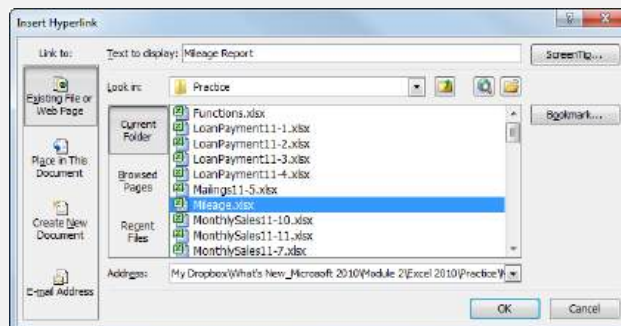 Insert Hyperlink
Link to:
Text to display:
Mileage Report
ScreenTip...
Existing File or
Web Page
Look in:
Practice
Bookmark...
Current
Folder
Functions.xlsx
LoanPayment11-1.xlsx
LoanPayment11-2.xlsx
LoanPayment11-3.xlsx
LoanPayment11-4.xlsx
Mailings11-5.xlsx
Mileage.xlsx
MonthlySales11-10.xlsx
MonthlySales11-11.xlsx
MonthlySales11-7.xlsx
Place in This
Document
Browsed
Pages
Create New
Document
Recent
Files
E-mail Address
Address:
My Dropbox\What's New_Microsoft 2010\Module 2\Excel 2010\Practice\
OK
Cancel